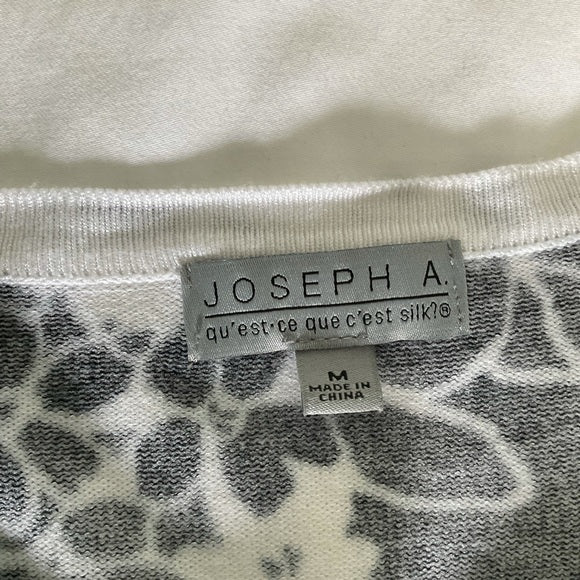 JOSEPH A.
qu'est·ce que c'est silk?®
M
MADE IN
CHINA